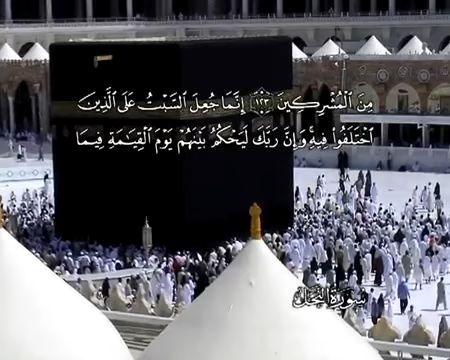 مِنَ الْمُشْرِكِينَ ﴿١٢٣﴾ إِنَّمَا جُعِلَ السَّبْتُ عَلَى الَّذِينَ
اخْتَلَفُوا فِيهِ ۚ وَإِنَّ رَبَّكَ لَيَحْكُمُ بَيْنَهُمْ يَوْمَ الْقِيَامَةِ فِيمَا
سورة النحل